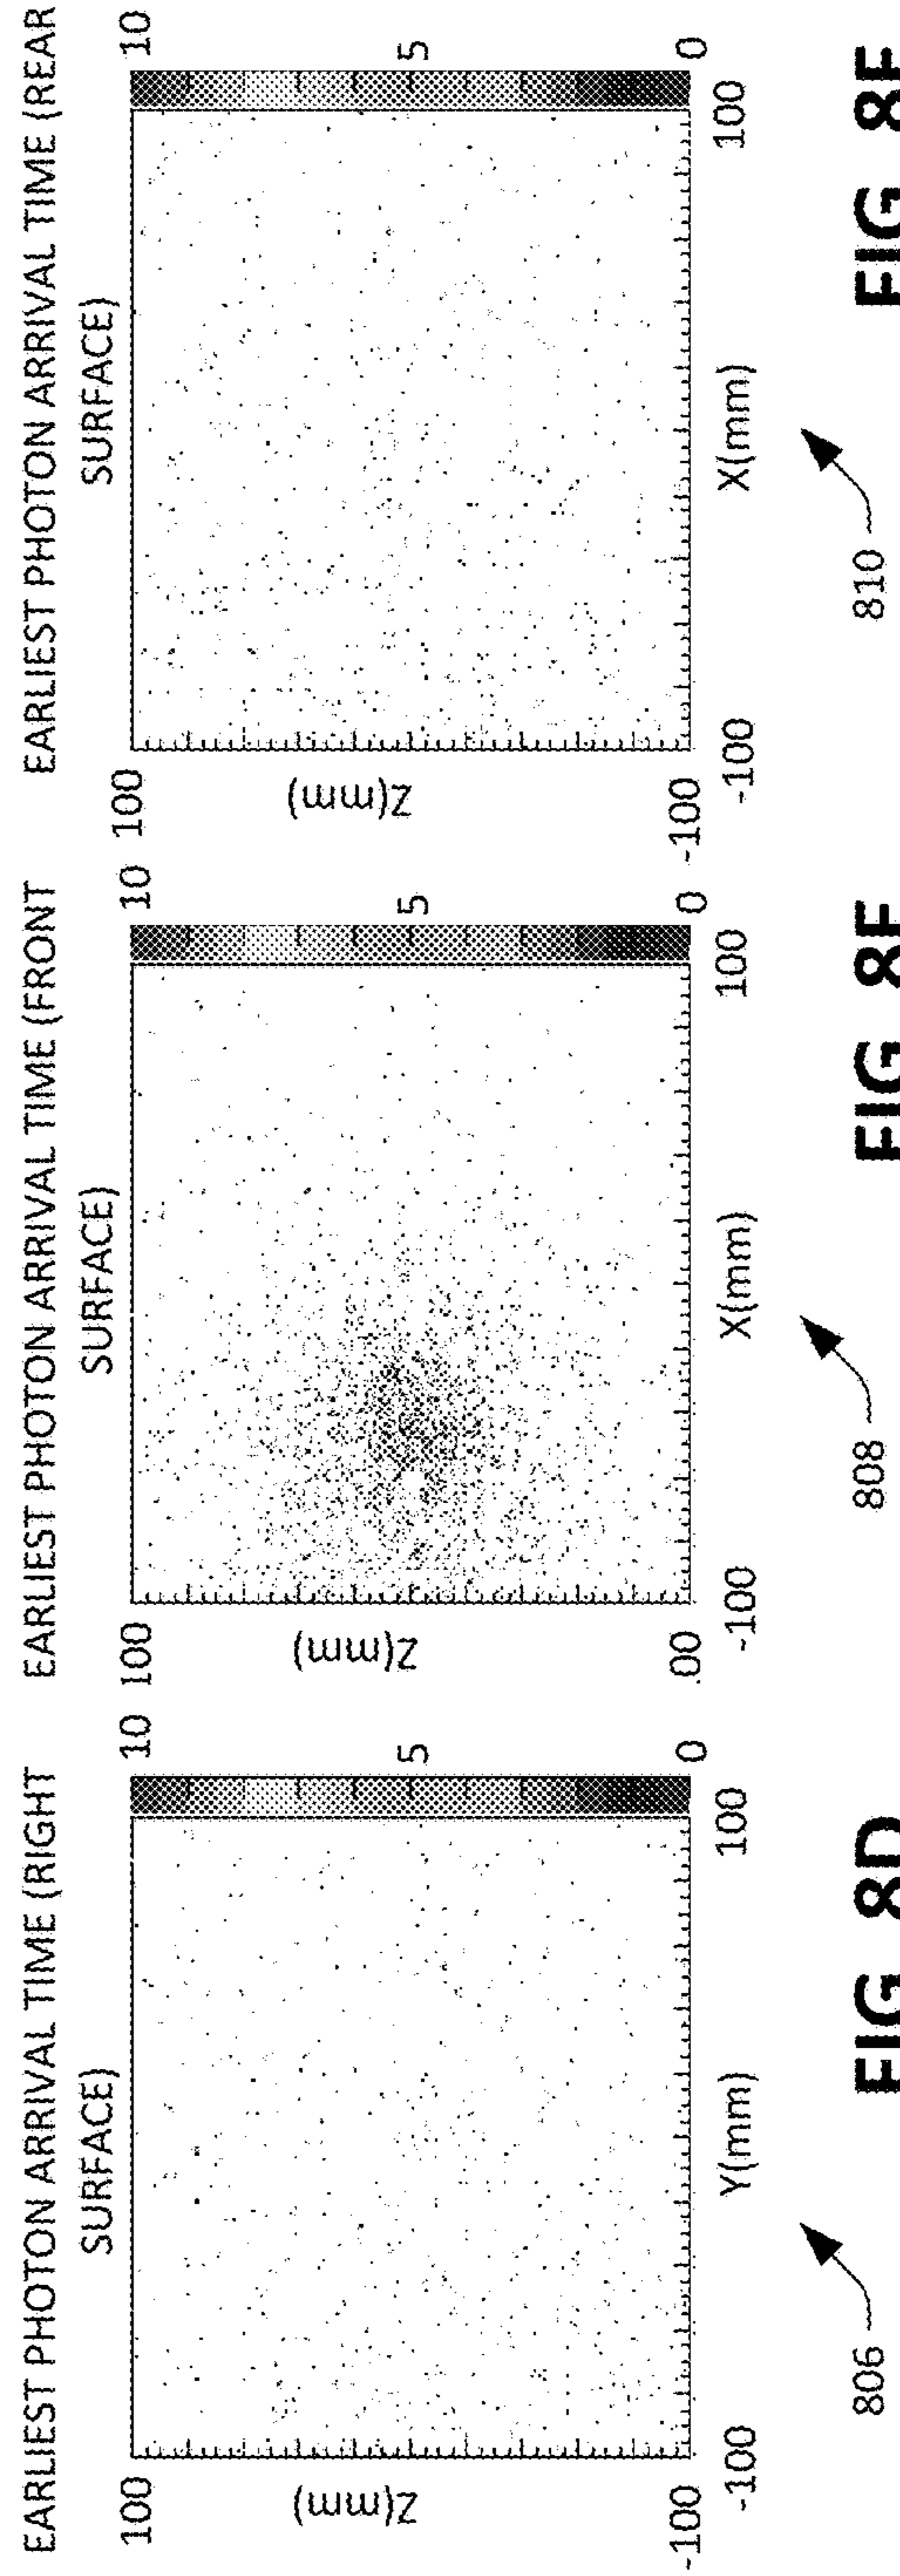 EARLIEST PHOTON ARRIVAL TIME (RIGHT
SURFACE)
100
Z(mm)
-100
-100
Y(mm)
100
10
5
0
806
FIG 8D
EARLIEST PHOTON ARRIVAL TIME (FRONT
SURFACE)
100
Z(mm)
.00
-100
X(mm)
100
10
5
0
808
FIG 8E
EARLIEST PHOTON ARRIVAL TIME (REAR
SURFACE)
100
Z(mm)
-100
-100
X(mm)
100
10
5
0
810
FIG